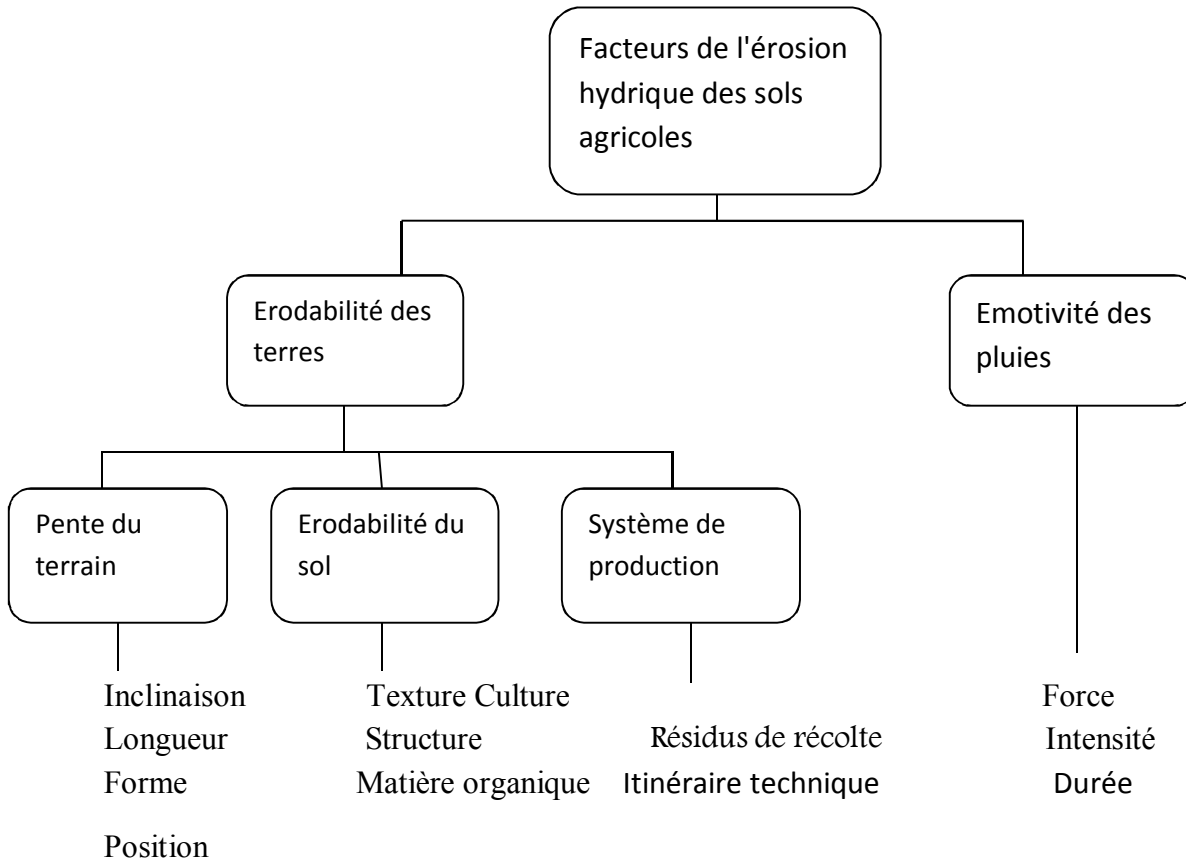 Facteurs de l'érosion
hydrique des sols
agricoles
Erodabilité des
terres
Emotivité des
pluies
Pente du
terrain
Erodabilité du
sol
Système de
production
Inclinaison
Longueur
Forme
Position
Texture Culture
Structure
Matière organique
Résidus de récolte
Itinéraire technique
Force
Intensité
Durée